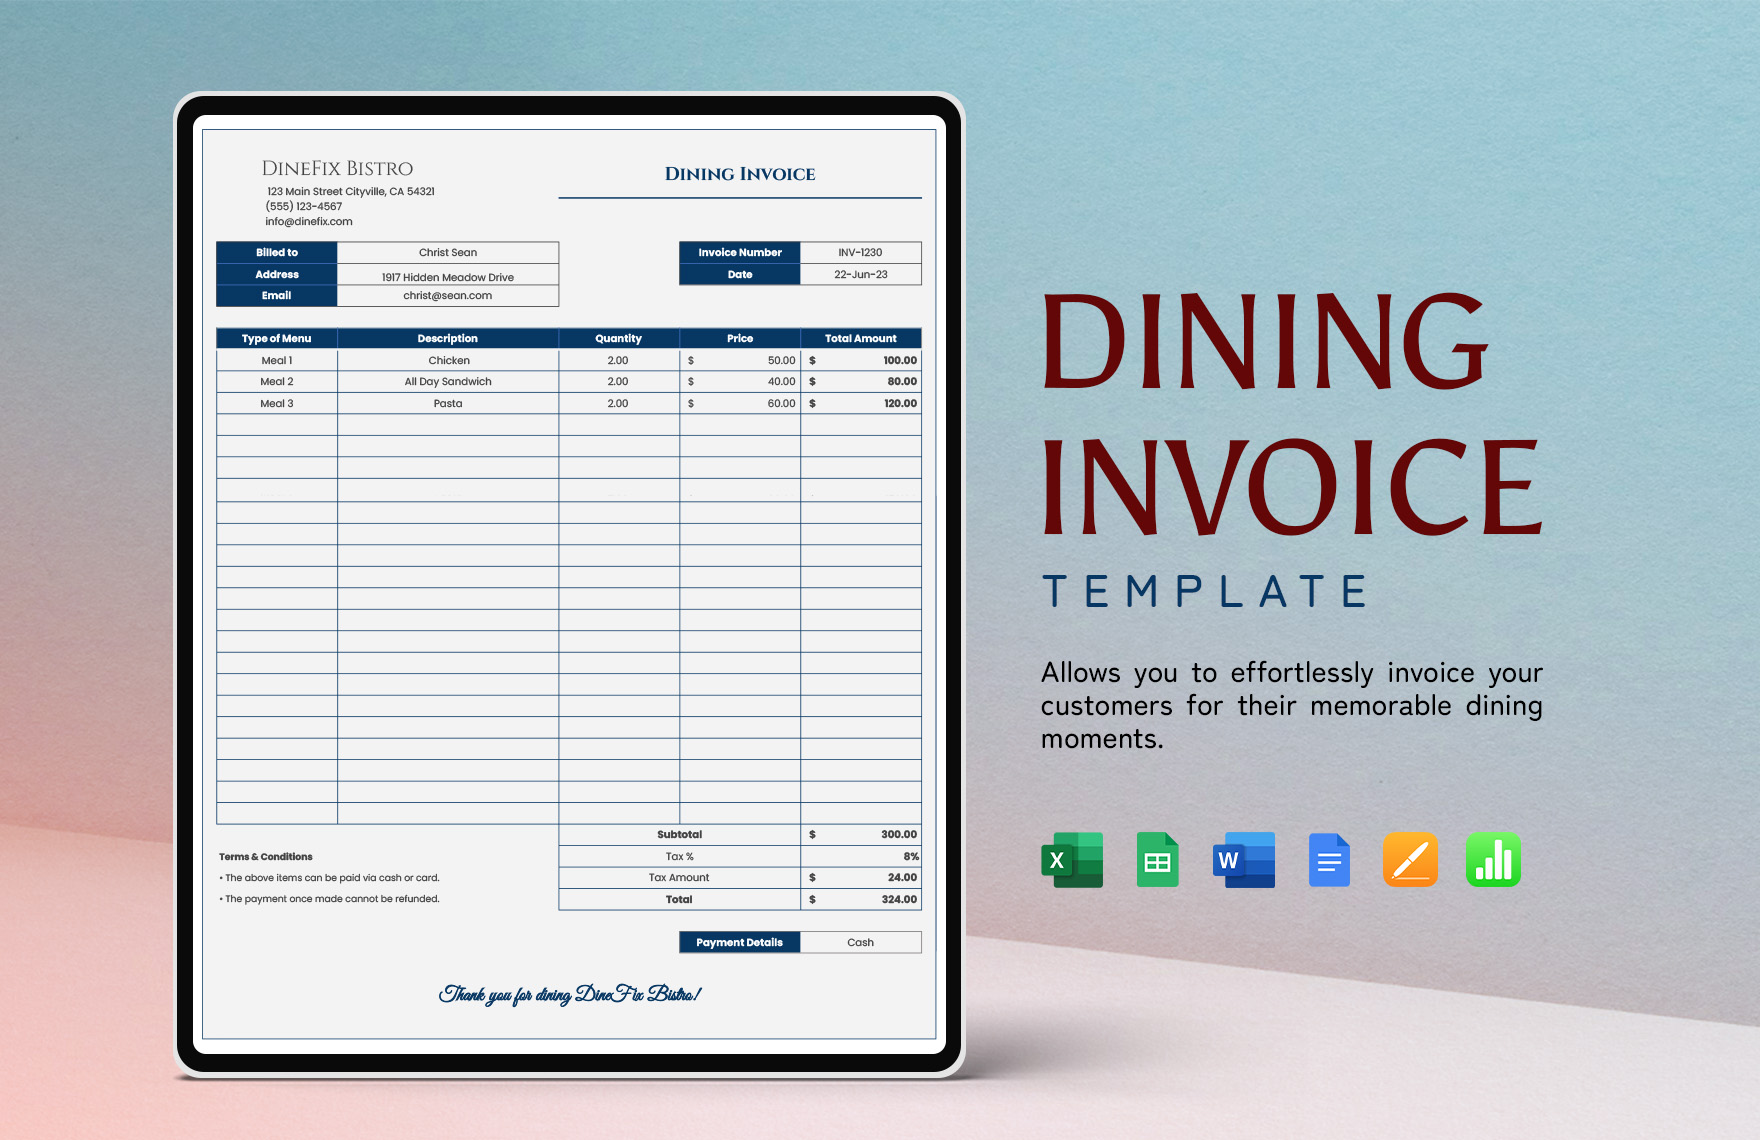 DineFix Bistro
123 Main Street Cityville, CA 54321
(555) 123-4567
info@dinefix.com
Dining Invoice
Billed to Christ Sean
Address 1917 Hidden Meadow Drive
Email christ@sean.com
Invoice Number INV-1230
Date 22-Jun-23
Type of Menu Description Quantity Price Total Amount
Meal 1 Chicken 2.00 $ 50.00 $ 100.00
Meal 2 All Day Sandwich 2.00 $ 40.00 $ 80.00
Meal 3 Pasta 2.00 $ 60.00 $ 120.00
Subtotal $ 300.00
Tax % 8%
Tax Amount $ 24.00
Total $ 324.00
Terms & Conditions
• The above items can be paid via cash or card.
• The payment once made cannot be refunded.
Payment Details Cash
Thank you for dining DineFix Bistro!
DINING
INVOICE
TEMPLATE
Allows you to effortlessly invoice your
customers for their memorable dining
moments.
X
W